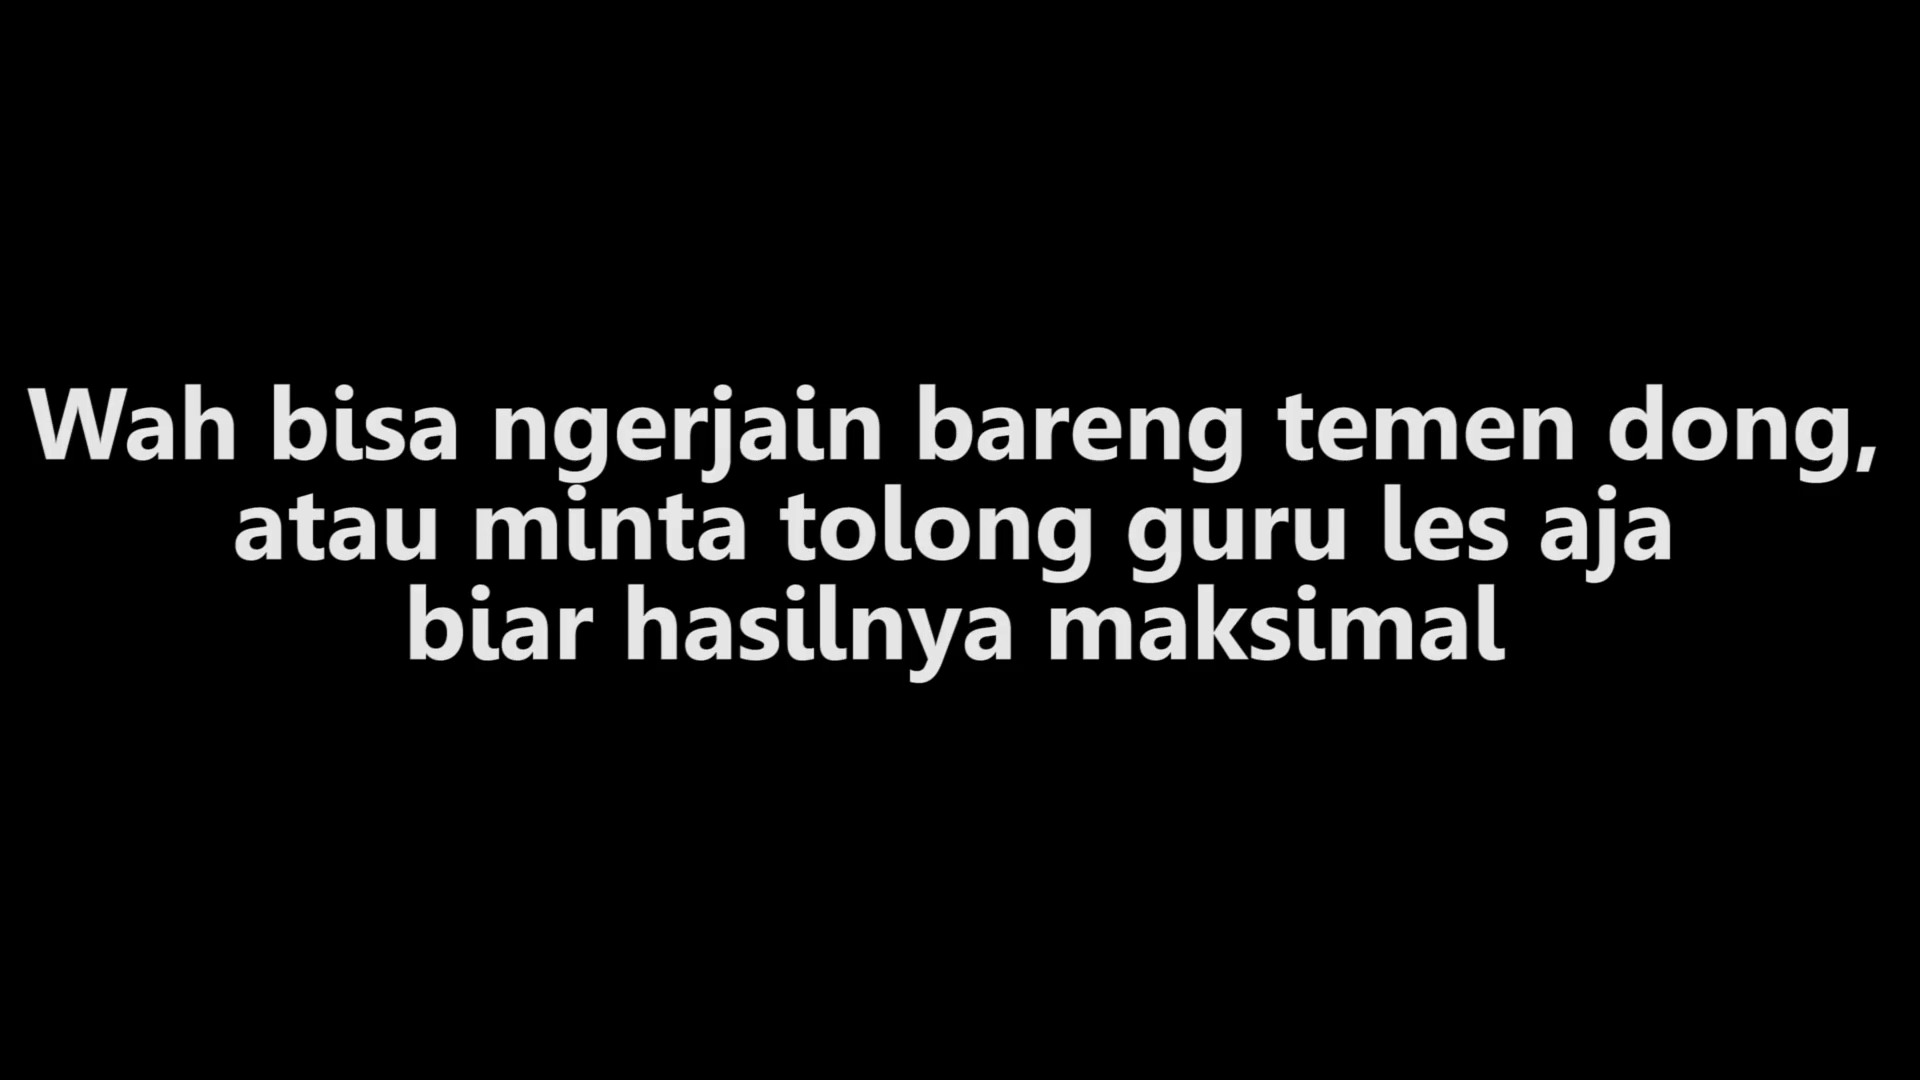 Wah bisa ngerjain bareng temen dong,
atau minta tolong guru les aja
biar hasilnya maksimal